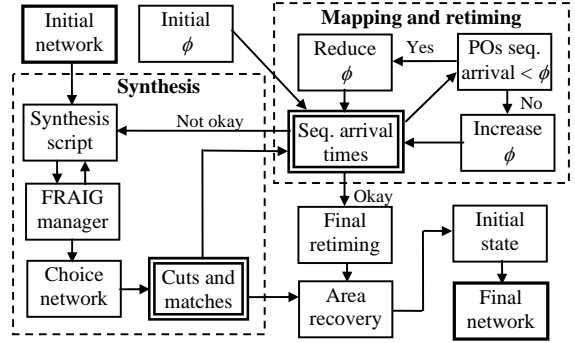 Initial
network
Initial
ϕ
Mapping and retiming
Reduce
ϕ
Yes
POs seq.
arrival < ϕ
No
Increase
ϕ
Seq. arrival
times
Not okay
Okay
Synthesis
Synthesis
script
FRAIG
manager
Choice
network
Cuts and
matches
Final
retiming
Area
recovery
Initial
state
Final
network